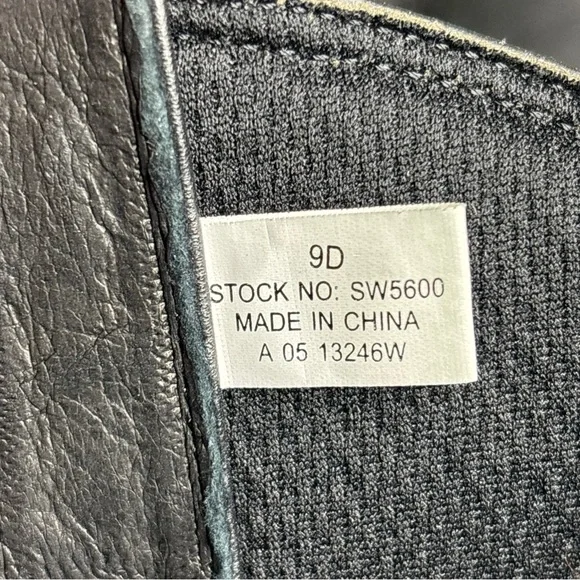 9D
STOCK NO: SW5600
MADE IN CHINA
A 05 13246W